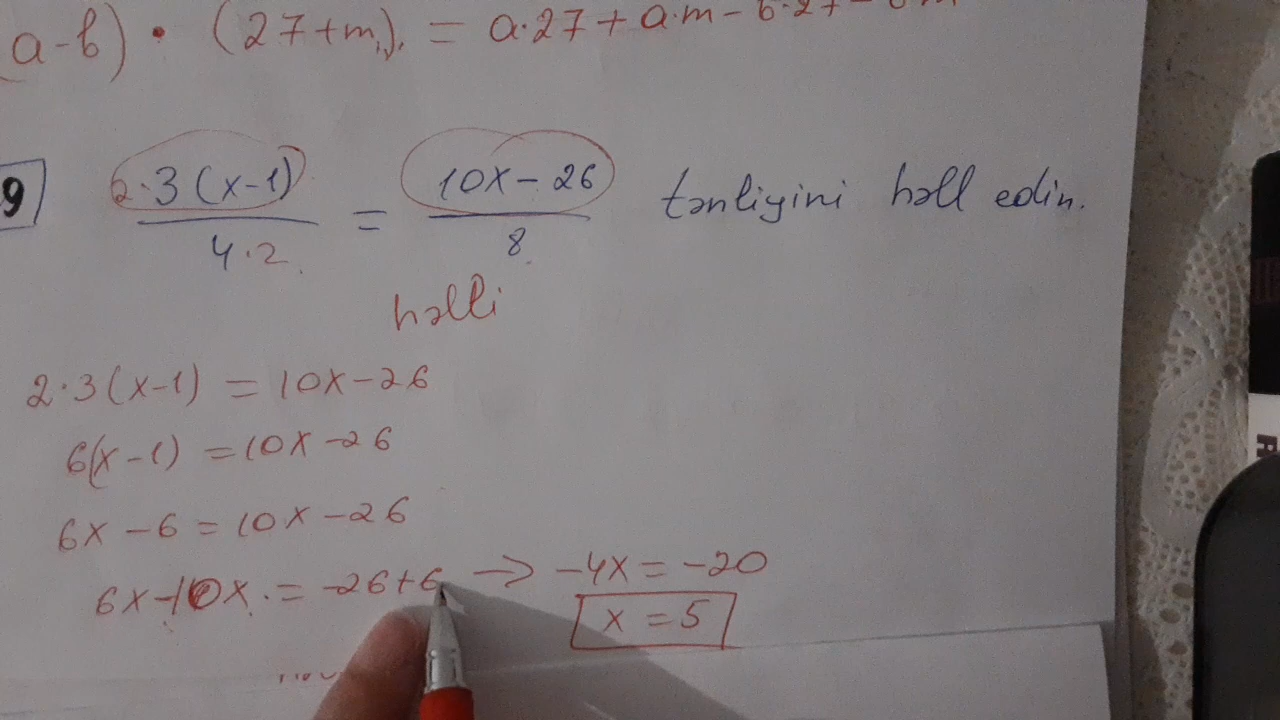 a-b) • (27+m) = a·27+a·m-b·27-
9
2·3(x-1)/4·2 = 10x-26/8 tənliyini həll edin.
həlli
2·3(x-1) = 10x-26
6(x-1) = 10x-26
6x-6 = 10x-26
6x-10x = -26+6 → -4x = -20
x = 5